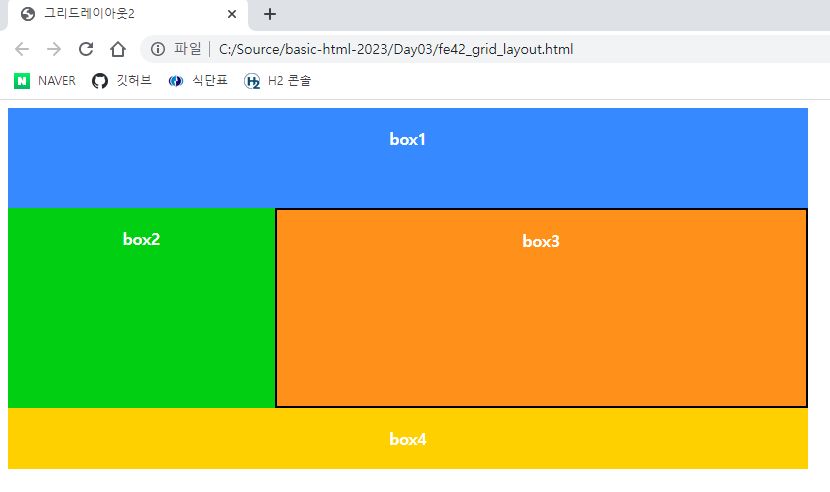 그리드레이아웃2
파일 C:/Source/basic-html-2023/Day03/fe42_grid_layout.html
N NAVER 깃허브 식단표 H2 H2 콘솔
box1
box2 box3
box4